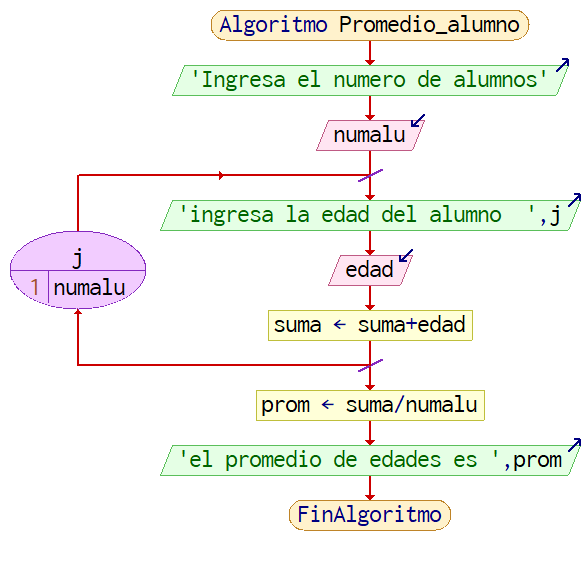 Algoritmo Promedio_alumno
'Ingresa el numero de alumnos'
numalu
'ingresa la edad del alumno  ',j
j
1 numalu
edad
suma ← suma+edad
prom ← suma/numalu
'el promedio de edades es ',prom
FinAlgoritmo